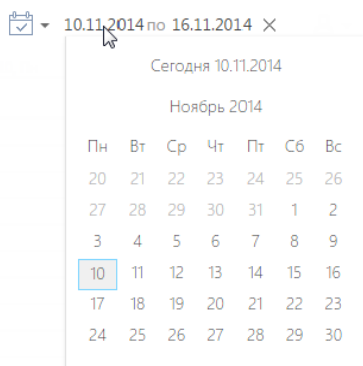 10.11.2014 по 16.11.2014
Сегодня 10.11.2014
Ноябрь 2014
Пн Вт Ср Чт Пт Сб Вс
20 21 22 23 24 25 26
27 28 29 30 31 1 2
3 4 5 6 7 8 9
10 11 12 13 14 15 16
17 18 19 20 21 22 23
24 25 26 27 28 29 30